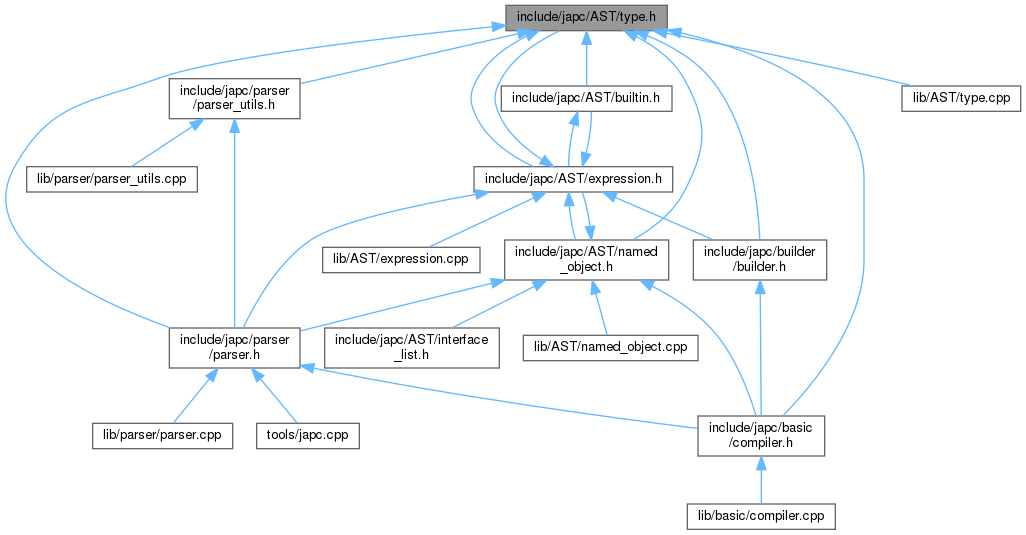 include/japc/AST/type.h
include/japc/parser
/parser_utils.h
include/japc/AST/builtin.h
lib/AST/type.cpp
lib/parser/parser_utils.cpp
include/japc/AST/expression.h
lib/AST/expression.cpp
include/japc/AST/named
_object.h
include/japc/builder
/builder.h
include/japc/parser
/parser.h
include/japc/AST/interface
_list.h
lib/AST/named_object.cpp
lib/parser/parser.cpp
tools/japc.cpp
include/japc/basic
/compiler.h
lib/basic/compiler.cpp